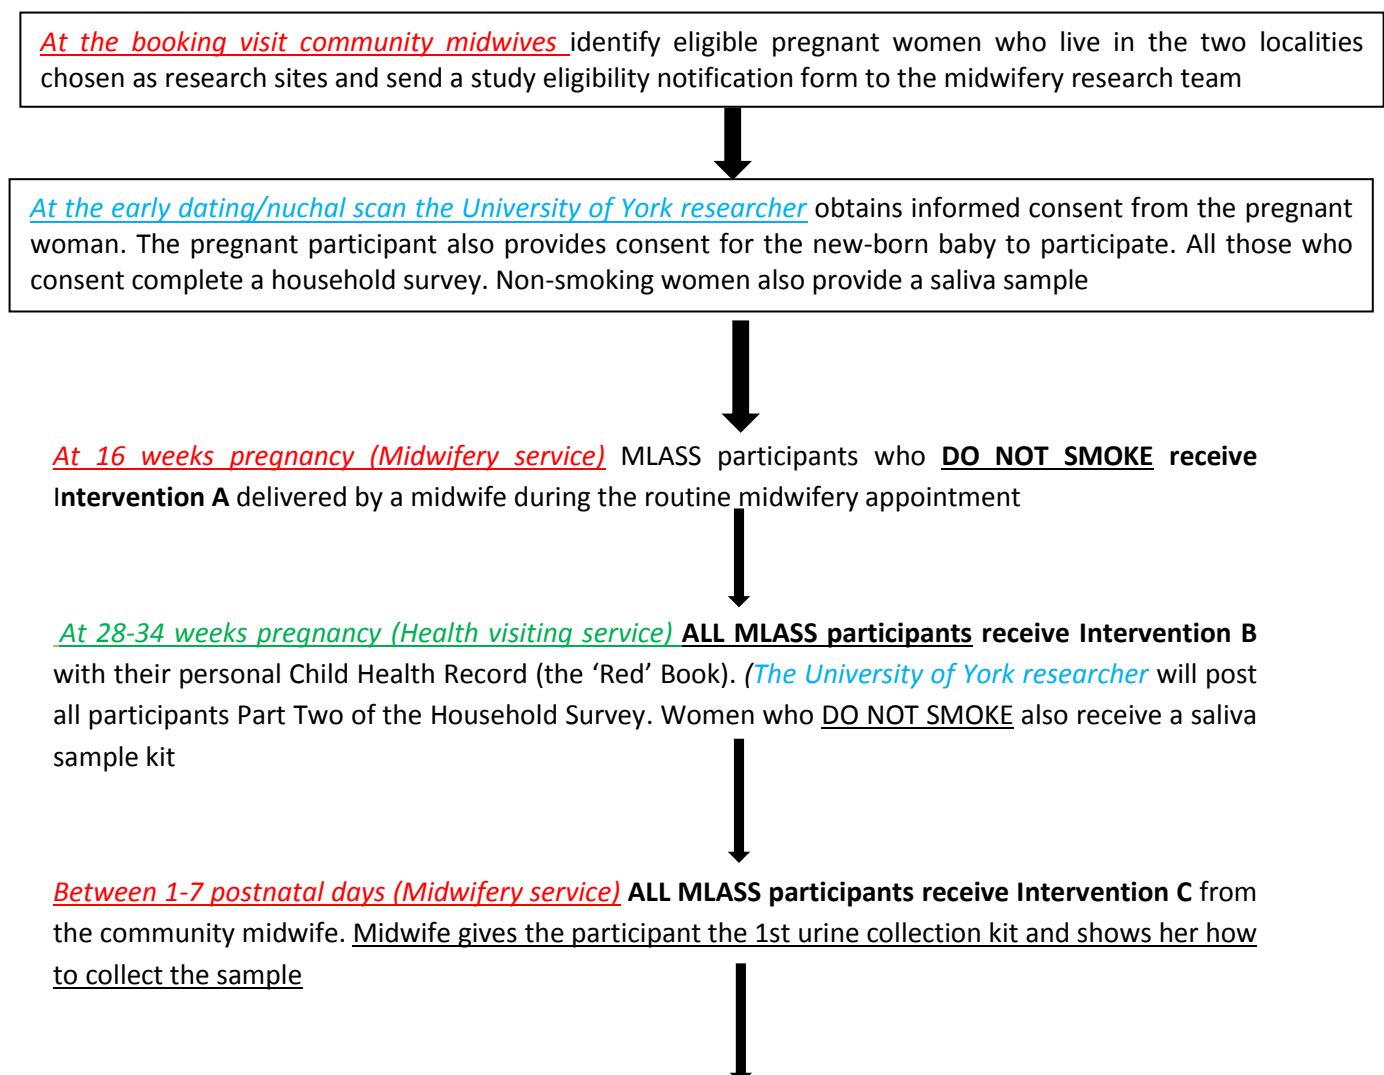 At the booking visit community midwives identify eligible pregnant women who live in the two localities
chosen as research sites and send a study eligibility notification form to the midwifery research team
At the early dating/nuchal scan the University of York researcher obtains informed consent from the pregnant
woman. The pregnant participant also provides consent for the new-born baby to participate. All those who
consent complete a household survey. Non-smoking women also provide a saliva sample
At 16 weeks pregnancy (Midwifery service) MLASS participants who DO NOT SMOKE receive
Intervention A delivered by a midwife during the routine midwifery appointment
At 28-34 weeks pregnancy (Health visiting service) ALL MLASS participants receive Intervention B
with their personal Child Health Record (the ‘Red’ Book). (The University of York researcher will post
all participants Part Two of the Household Survey. Women who DO NOT SMOKE also receive a saliva
sample kit
Between 1-7 postnatal days (Midwifery service) ALL MLASS participants receive Intervention C from
the community midwife. Midwife gives the participant the 1st urine collection kit and shows her how
to collect the sample